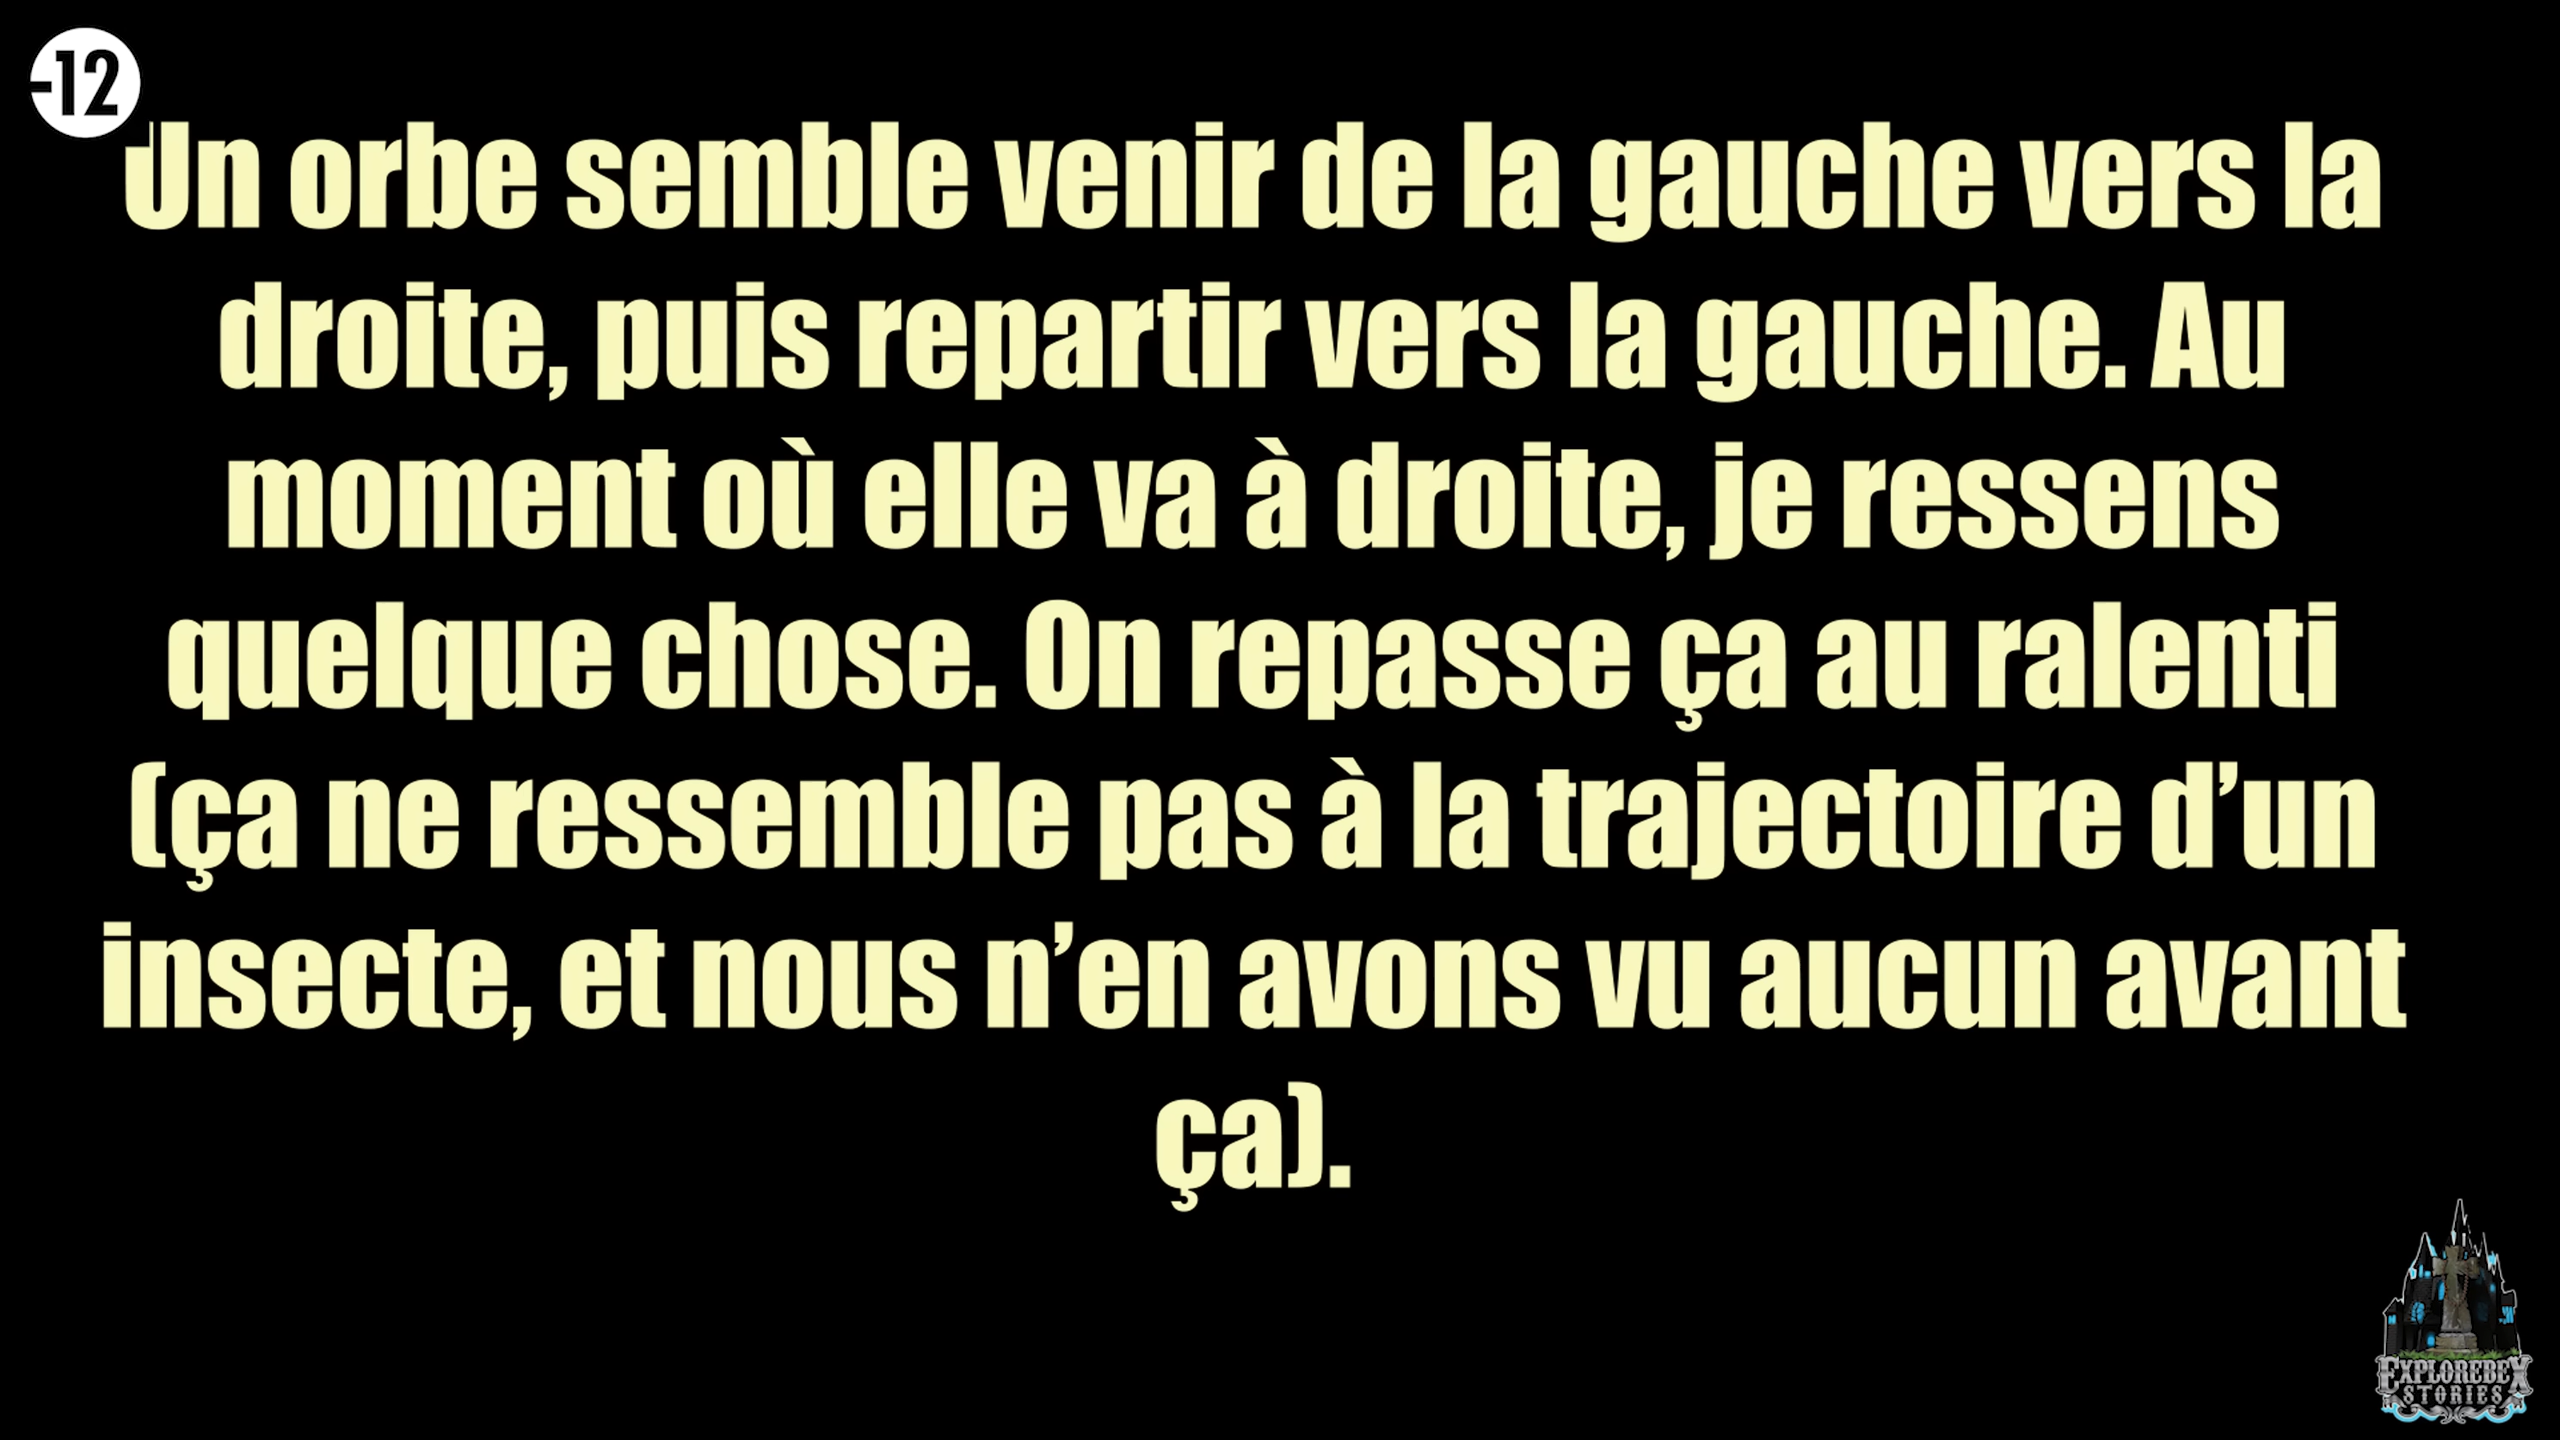 -12
Un orbe semble venir de la gauche vers la
droite, puis repartir vers la gauche. Au
moment où elle va à droite, je ressens
quelque chose. On repasse ça au ralenti
(ça ne ressemble pas à la trajectoire d’un
insecte, et nous n’en avons vu aucun avant
ça).
EXPLOREBEX
STORIES